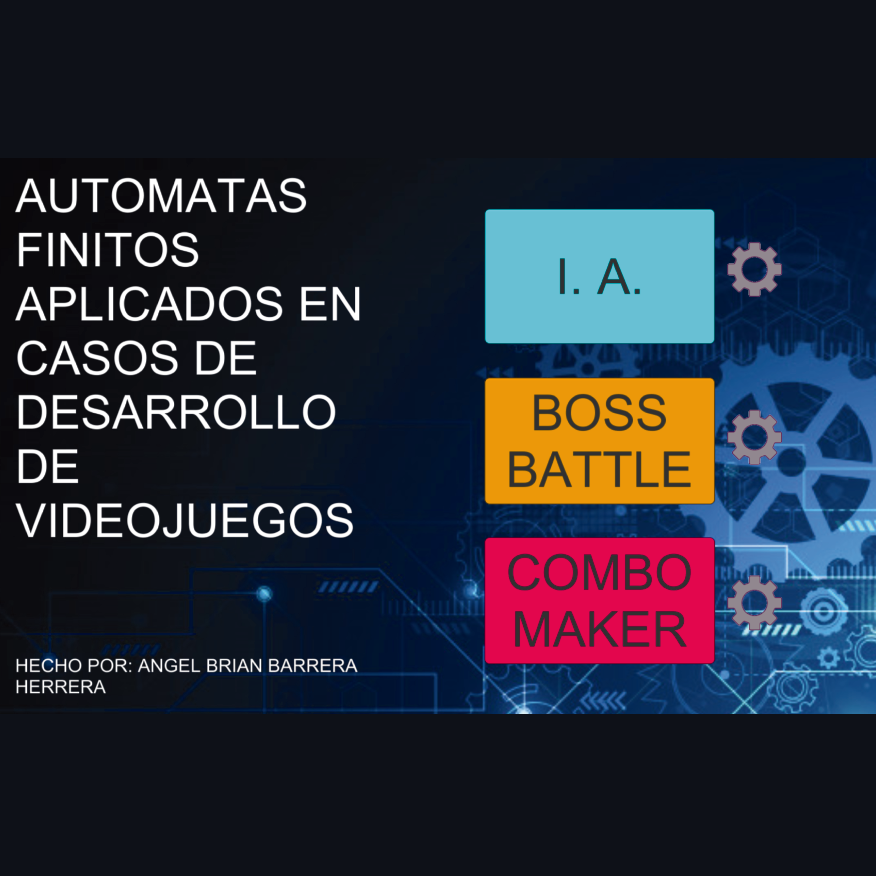 AUTOMATAS
FINITOS
APLICADOS EN
CASOS DE
DESARROLLO
DE
VIDEOJUEGOS
HECHO POR: ANGEL BRIAN BARRERA
HERRERA
I. A.
BOSS
BATTLE
COMBO
MAKER